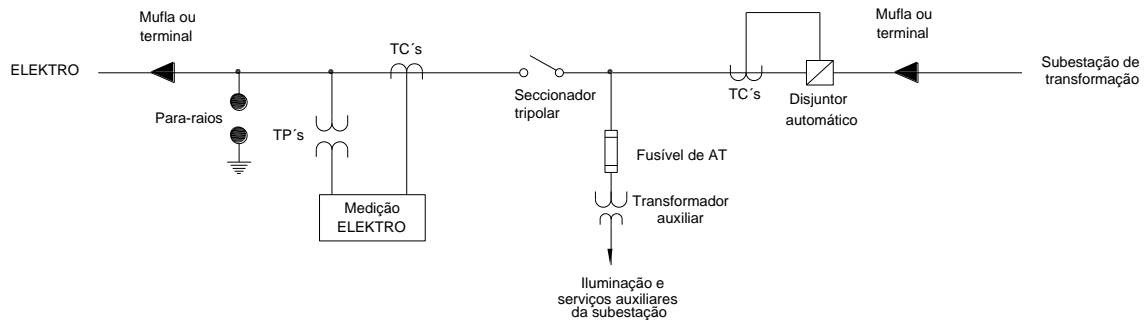 Mufla ou
terminal
ELEKTRO
TC´s
Para-raios
TP´s
Medição
ELEKTRO
Seccionador
tripolar
Fusível de AT
Transformador
auxiliar
Iluminação e
serviços auxiliares
da subestação
TC´s
Disjuntor
automático
Mufla ou
terminal
Subestação de
transformação